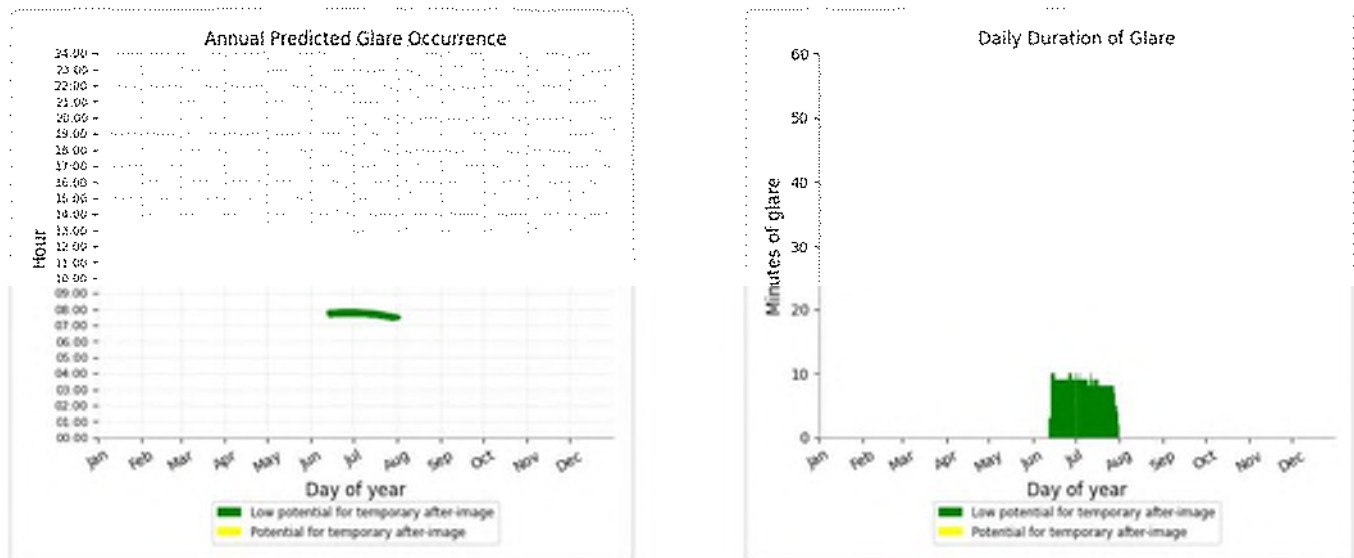 Annual Predicted Glare Occurrence
24:00
23:00
22:00
21:00
20:00
19:00
18:00
17:00
16:00
15:00
14:00
13:00
12:00
11:00
10:00
09:00
08:00
07:00
06:00
05:00
04:00
03:00
02:00
01:00
00:00
Hour
Jan Feb Mar Apr May Jun Jul Aug Sep Oct Nov Dec
Day of year
Low potential for temporary after-image
Potential for temporary after-image
Daily Duration of Glare
60
50
40
30
20
10
0
Minutes of glare
Jan Feb Mar Apr May Jun Jul Aug Sep Oct Nov Dec
Day of year
Low potential for temporary after-image
Potential for temporary after-image